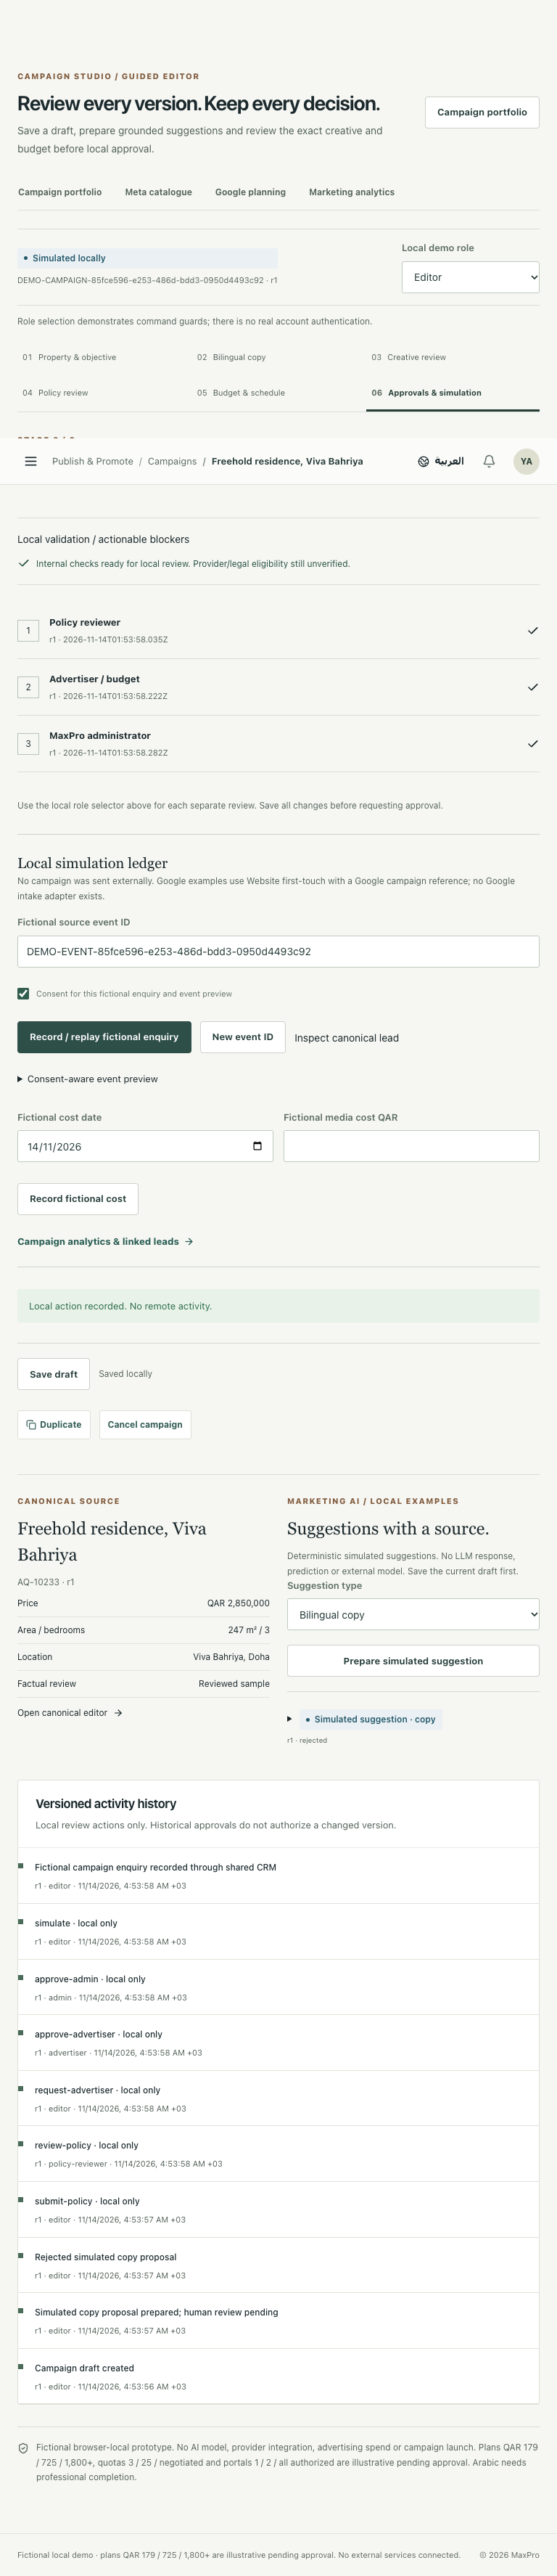 CAMPAIGN STUDIO / GUIDED EDITOR
Review every version. Keep every decision.
Campaign portfolio
Save a draft, prepare grounded suggestions and review the exact creative and
budget before local approval.
Campaign portfolio Meta catalogue Google planning Marketing analytics
Simulated locally
DEMO-CAMPAIGN-85fce596-e253-486d-bdd3-0950d4493c92 · r1
Local demo role
Editor
Role selection demonstrates command guards; there is no real account authentication.
01 Property & objective
02 Bilingual copy
03 Creative review
04 Policy review
05 Budget & schedule
06 Approvals & simulation
Publish & Promote / Campaigns / Freehold residence, Viva Bahriya
العربية
YA
Local validation / actionable blockers
Internal checks ready for local review. Provider/legal eligibility still unverified.
1
Policy reviewer
r1 · 2026-11-14T01:53:58.035Z
2
Advertiser / budget
r1 · 2026-11-14T01:53:58.222Z
3
MaxPro administrator
r1 · 2026-11-14T01:53:58.282Z
Use the local role selector above for each separate review. Save all changes before requesting approval.
Local simulation ledger
No campaign was sent externally. Google examples use Website first-touch with a Google campaign reference; no Google
intake adapter exists.
Fictional source event ID
DEMO-EVENT-85fce596-e253-486d-bdd3-0950d4493c92
Consent for this fictional enquiry and event preview
Record / replay fictional enquiry
New event ID
Inspect canonical lead
Consent-aware event preview
Fictional cost date
14/11/2026
Fictional media cost QAR
Record fictional cost
Campaign analytics & linked leads →
Local action recorded. No remote activity.
Save draft
Saved locally
Duplicate
Cancel campaign
CANONICAL SOURCE
Freehold residence, Viva
Bahriya
AQ-10233 · r1
Price QAR 2,850,000
Area / bedrooms 247 m² / 3
Location Viva Bahriya, Doha
Factual review Reviewed sample
Open canonical editor →
MARKETING AI / LOCAL EXAMPLES
Suggestions with a source.
Deterministic simulated suggestions. No LLM response,
prediction or external model. Save the current draft first.
Suggestion type
Bilingual copy
Prepare simulated suggestion
Simulated suggestion · copy
r1 · rejected
Versioned activity history
Local review actions only. Historical approvals do not authorize a changed version.
Fictional campaign enquiry recorded through shared CRM
r1 · editor · 11/14/2026, 4:53:58 AM +03
simulate · local only
r1 · editor · 11/14/2026, 4:53:58 AM +03
approve-admin · local only
r1 · admin · 11/14/2026, 4:53:58 AM +03
approve-advertiser · local only
r1 · advertiser · 11/14/2026, 4:53:58 AM +03
request-advertiser · local only
r1 · editor · 11/14/2026, 4:53:58 AM +03
review-policy · local only
r1 · policy-reviewer · 11/14/2026, 4:53:58 AM +03
submit-policy · local only
r1 · editor · 11/14/2026, 4:53:57 AM +03
Rejected simulated copy proposal
r1 · editor · 11/14/2026, 4:53:57 AM +03
Simulated copy proposal prepared; human review pending
r1 · editor · 11/14/2026, 4:53:57 AM +03
Campaign draft created
r1 · editor · 11/14/2026, 4:53:56 AM +03
Fictional browser-local prototype. No AI model, provider integration, advertising spend or campaign launch. Plans QAR 179
/ 725 / 1,800+, quotas 3 / 25 / negotiated and portals 1 / 2 / all authorized are illustrative pending approval. Arabic needs
professional completion.
Fictional local demo · plans QAR 179 / 725 / 1,800+ are illustrative pending approval. No external services connected.
© 2026 MaxPro